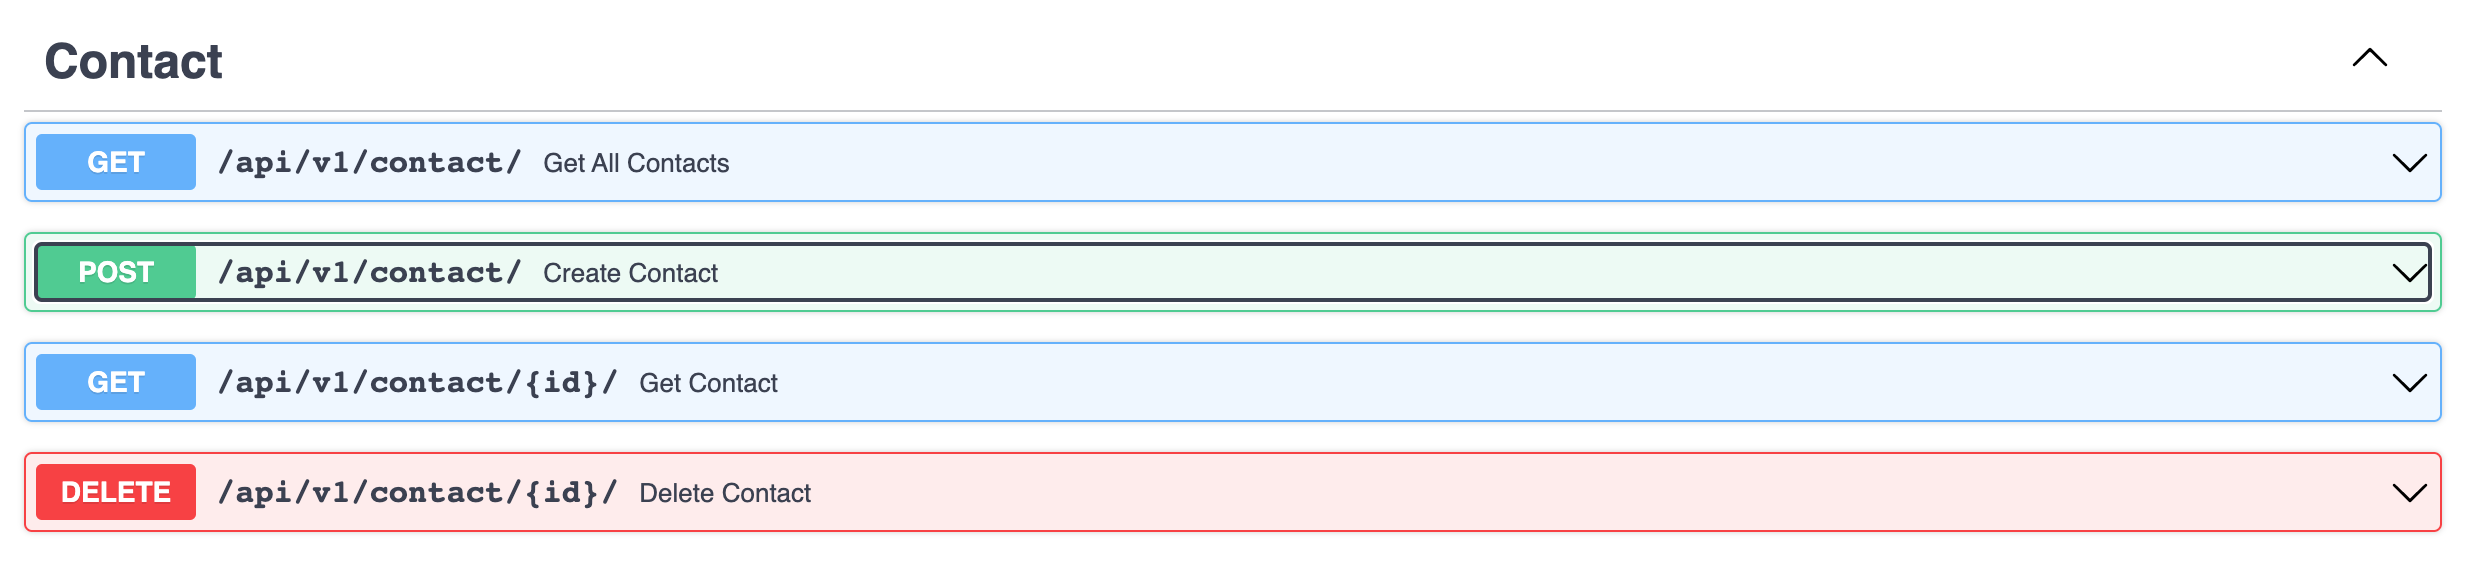 Contact
GET /api/v1/contact/ Get All Contacts
POST /api/v1/contact/ Create Contact
GET /api/v1/contact/{id}/ Get Contact
DELETE /api/v1/contact/{id}/ Delete Contact